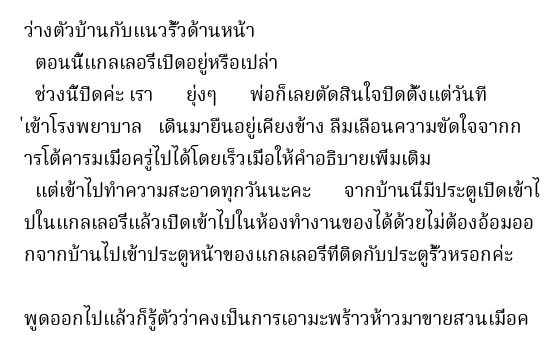 ว่างตัวบ้านกับแนวรั้วด้านหน้า
ตอนนี้แกลเลอรีเปิดอยู่หรือเปล่า
ช่วงนี้ปิดค่ะ เรา ยุ่งๆ พ่อก็เลยตัดสินใจปิดตั้งแต่วันที
่เข้าโรงพยาบาล เดินมายืนอยู่เคียงข้าง ลืมเลือนความขัดใจจากก
ารโต้คารมเมื่อครู่ไปได้โดยเร็วเมื่อให้คำอธิบายเพิ่มเติม
แต่เข้าไปทำความสะอาดทุกวันนะคะ จากบ้านนี้มีประตูเปิดเข้าไ
ปในแกลเลอรีแล้วเปิดเข้าไปในห้องทำงานของได้ด้วยไม่ต้องอ้อมออ
กจากบ้านไปเข้าประตูหน้าของแกลเลอรีที่ติดกับประตูรั้วหรอกค่ะ
พูดออกไปแล้วก็รู้ตัวว่าคงเป็นการเอามะพร้าวห้าวมาขายสวนเมื่อค